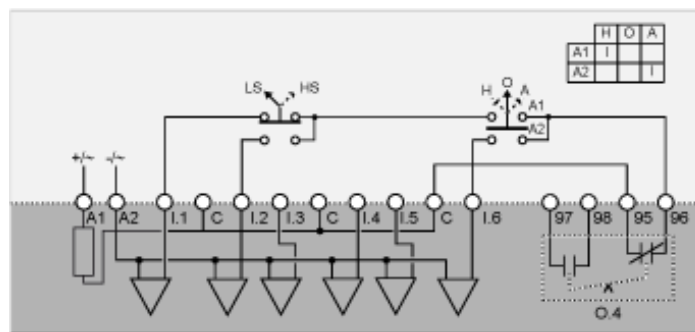 H O A
A1 I
A2 I
LS HS
O
H A A1
A2
+/~ -/~
A1 A2 I.1 C I.2 I.3 C I.4 I.5 C I.6 97 98 95 96
O.4